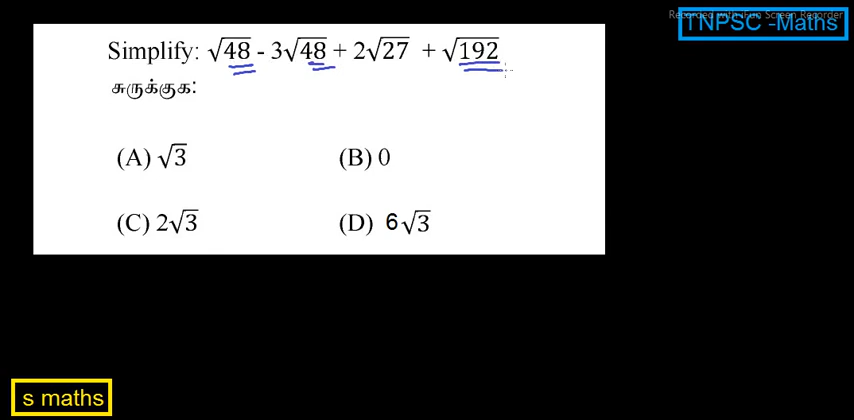 Recorded with iFun Screen Recorder
TNPSC -Maths
Simplify: √48 - 3√48 + 2√27 + √192
சுருக்குக:
(A) √3
(B) 0
(C) 2√3
(D) 6√3
s maths